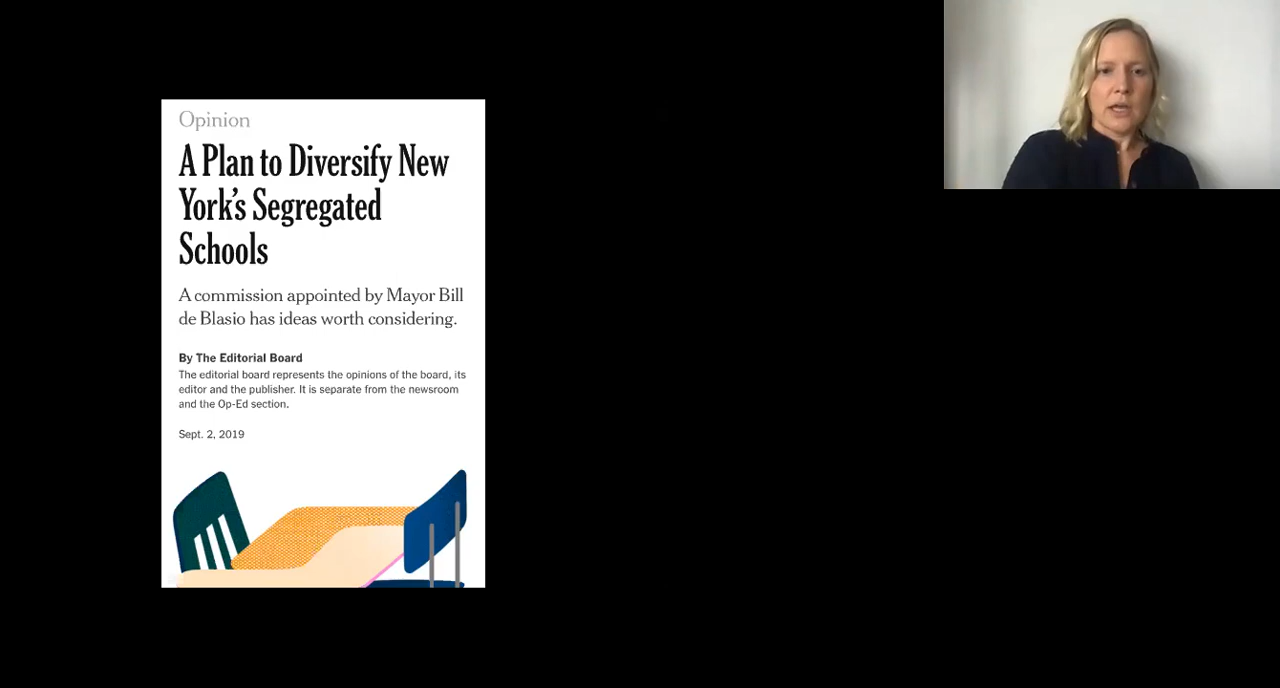 Opinion
A Plan to Diversify New
York’s Segregated
Schools
A commission appointed by Mayor Bill
de Blasio has ideas worth considering.
By The Editorial Board
The editorial board represents the opinions of the board, its
editor and the publisher. It is separate from the newsroom
and the Op-Ed section.
Sept. 2, 2019